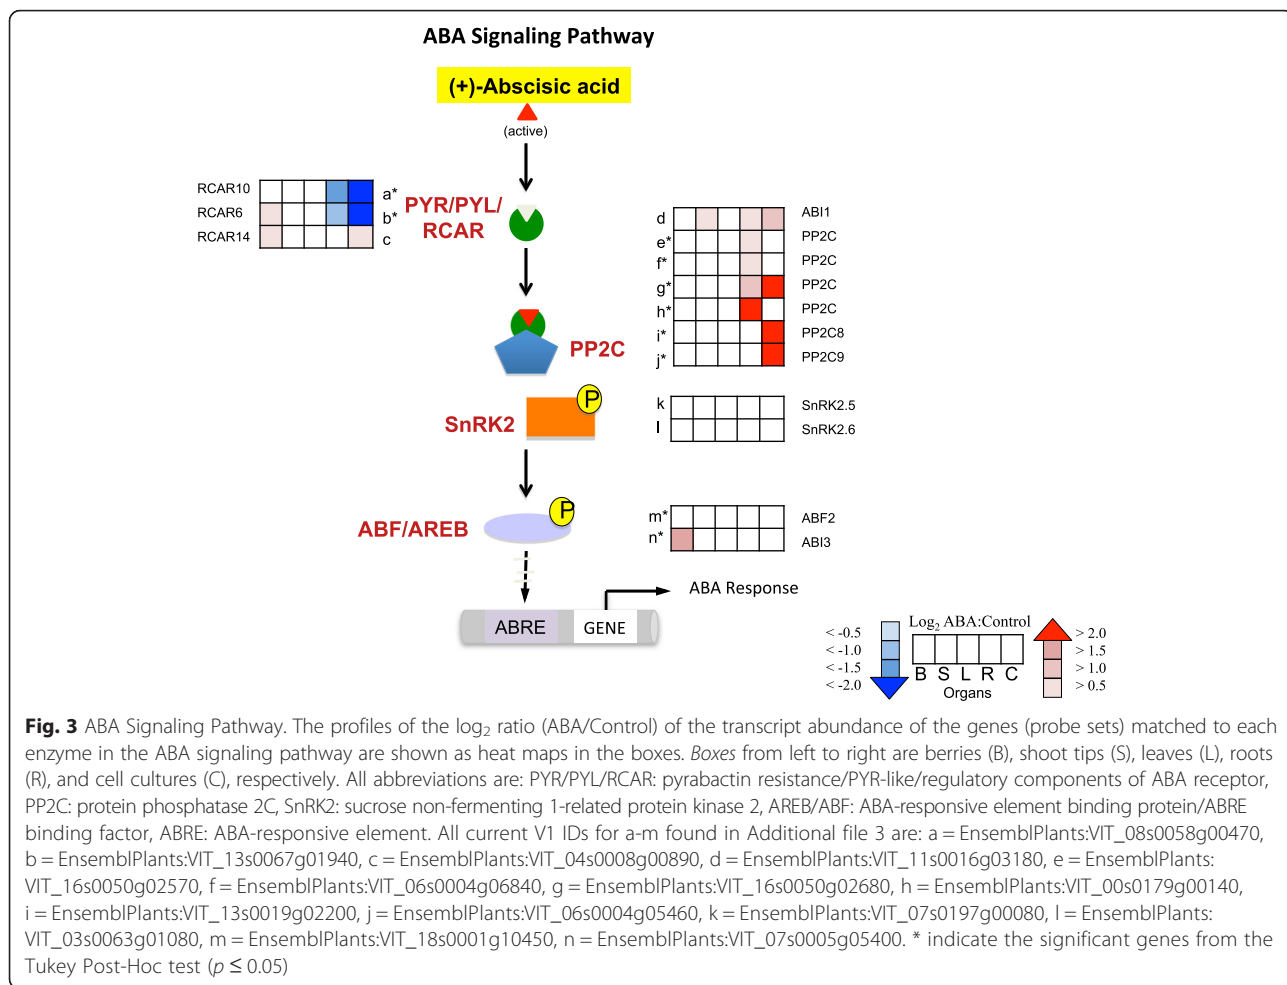 ABA Signaling Pathway
(+)-Abscisic acid
(active)
RCAR10
a*
RCAR6
b*
RCAR14
c
PYR/PYL/
RCAR
d
ABI1
e*
PP2C
f*
PP2C
g*
PP2C
h*
PP2C
i*
PP2C8
j*
PP2C9
PP2C
P
SnRK2
k
SnRK2.5
l
SnRK2.6
P
ABF/AREB
m*
ABF2
n*
ABI3
ABA Response
ABRE
GENE
Log2 ABA:Control
< -0.5
< -1.0
< -1.5
< -2.0
> 2.0
> 1.5
> 1.0
> 0.5
B S L R C
Organs
Fig. 3 ABA Signaling Pathway. The profiles of the log2 ratio (ABA/Control) of the transcript abundance of the genes (probe sets) matched to each
enzyme in the ABA signaling pathway are shown as heat maps in the boxes. Boxes from left to right are berries (B), shoot tips (S), leaves (L), roots
(R), and cell cultures (C), respectively. All abbreviations are: PYR/PYL/RCAR: pyrabactin resistance/PYR-like/regulatory components of ABA receptor,
PP2C: protein phosphatase 2C, SnRK2: sucrose non-fermenting 1-related protein kinase 2, AREB/ABF: ABA-responsive element binding protein/ABRE
binding factor, ABRE: ABA-responsive element. All current V1 IDs for a-m found in Additional file 3 are: a = EnsemblPlants:VIT_08s0058g00470,
b = EnsemblPlants:VIT_13s0067g01940, c = EnsemblPlants:VIT_04s0008g00890, d = EnsemblPlants:VIT_11s0016g03180, e = EnsemblPlants:
VIT_16s0050g02570, f = EnsemblPlants:VIT_06s0004g06840, g = EnsemblPlants:VIT_16s0050g02680, h = EnsemblPlants:VIT_00s0179g00140,
i = EnsemblPlants:VIT_13s0019g02200, j = EnsemblPlants:VIT_06s0004g05460, k = EnsemblPlants:VIT_07s0197g00080, l = EnsemblPlants:
VIT_03s0063g01080, m = EnsemblPlants:VIT_18s0001g10450, n = EnsemblPlants:VIT_07s0005g05400. * indicate the significant genes from the
Tukey Post-Hoc test (p ≤ 0.05)